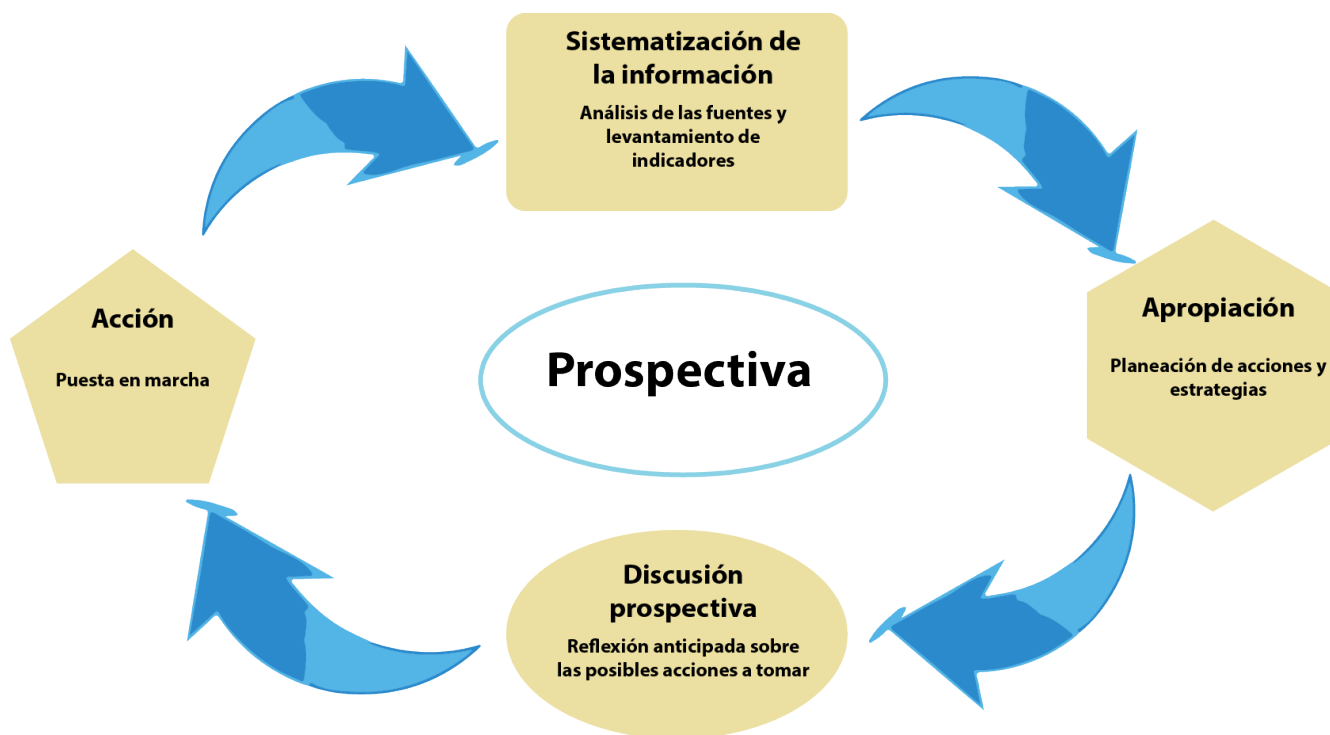 Sistematización de
la información
Análisis de las fuentes y
levantamiento de
indicadores
Apropiación
Planeación de acciones y
estrategias
Acción
Puesta en marcha
Prospectiva
Discusión
prospectiva
Reflexión anticipada sobre
las posibles acciones a tomar